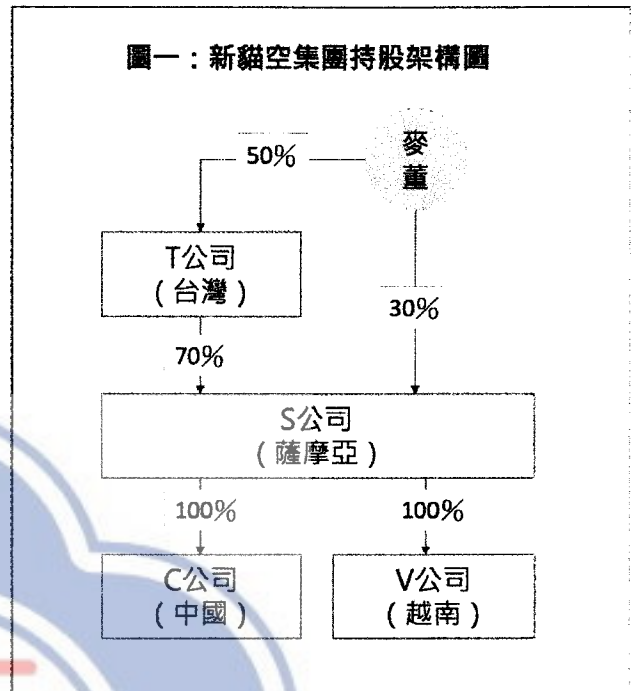 圖一：新貓空集團持股架構圖
麥
董
50%
T公司
（台灣）
30%
70%
S公司
（薩摩亞）
100%
100%
C公司
（中國）
V公司
（越南）